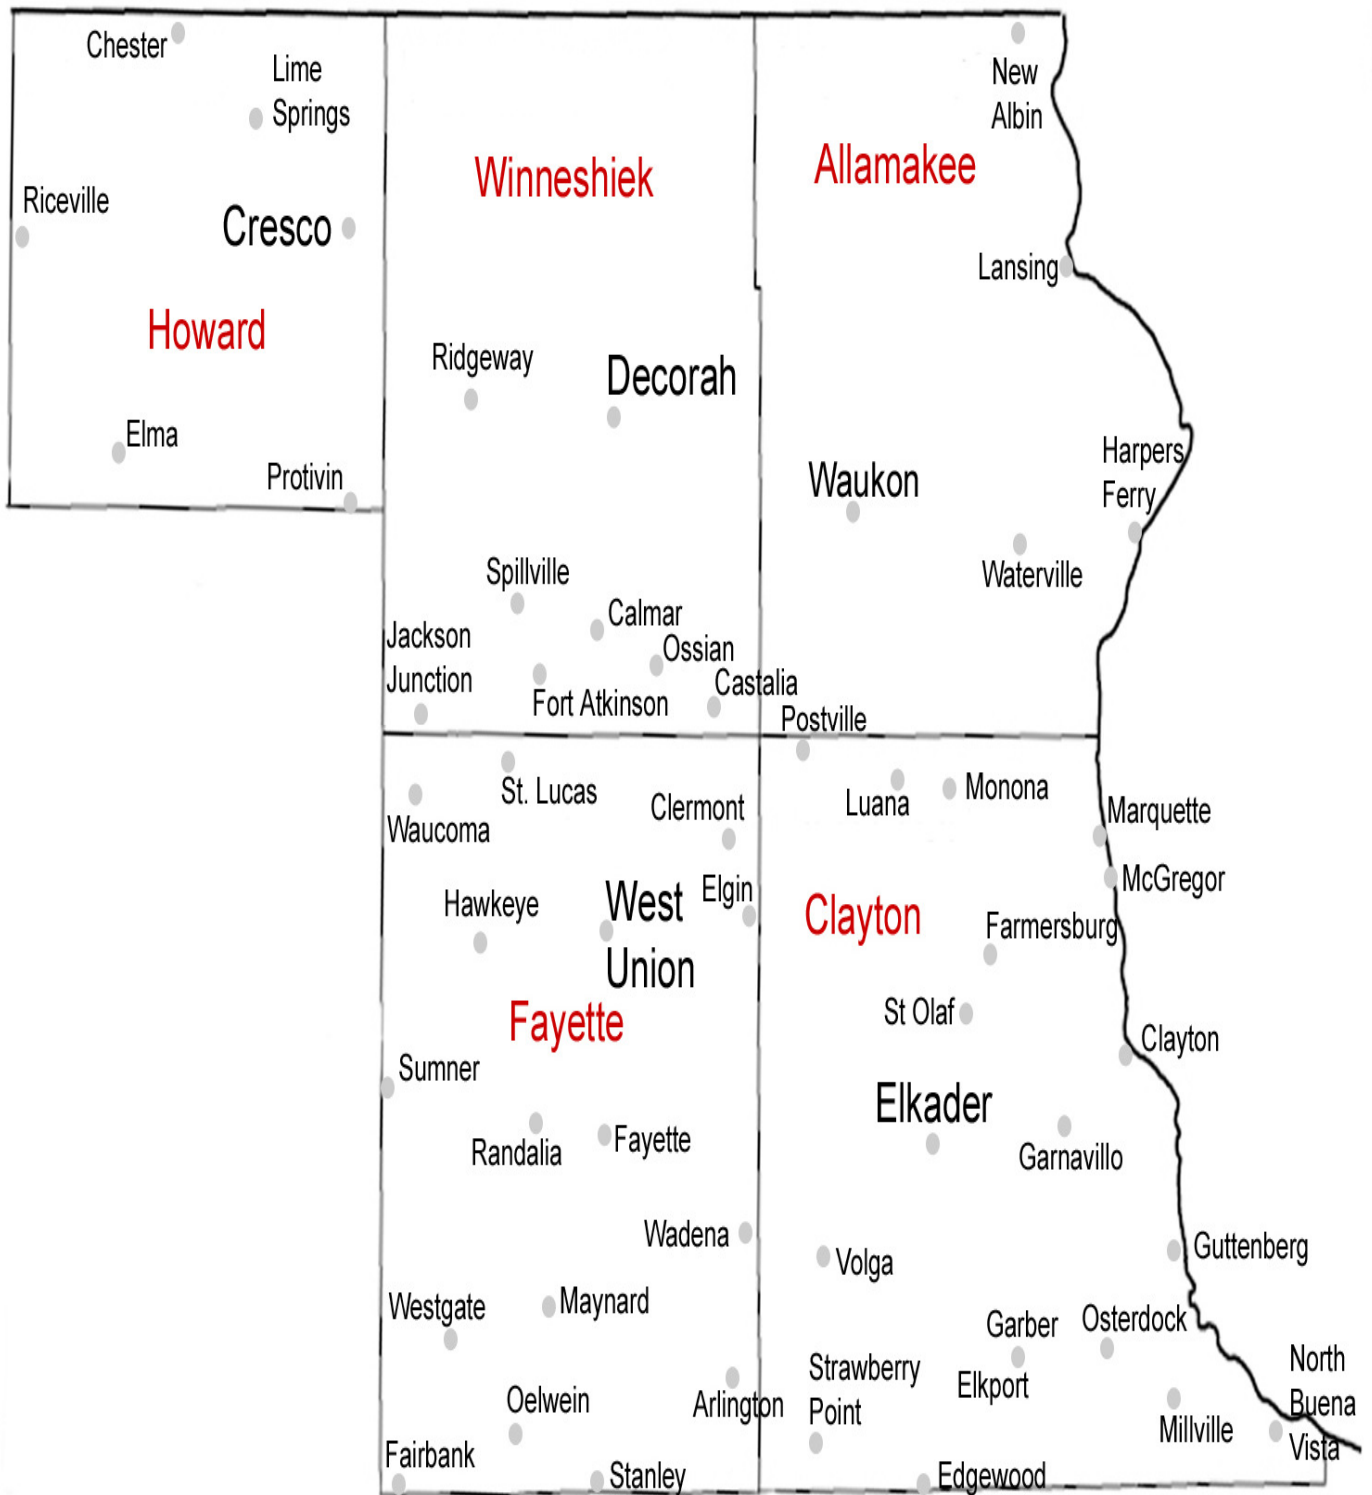 Chester
Lime
Springs
New
Albin
Winneshiek
Allamakee
Riceville
Cresco
Lansing
Howard
Ridgeway
Decorah
Elma
Protivin
Harpers
Ferry
Waukon
Waterville
Spillville
Calmar
Jackson
Junction
Ossian
Fort Atkinson
Castalia
Postville
St. Lucas
Waucoma
Clermont
Luana
Monona
Marquette
McGregor
Hawkeye
West
Union
Elgin
Clayton
Farmersburg
Fayette
St Olaf
Clayton
Sumner
Elkader
Randalia
Fayette
Garnavillo
Wadena
Volga
Guttenberg
Westgate
Maynard
Garber
Elkport
Osterdock
Strawberry
Point
North
Buena
Vista
Oelwein
Arlington
Millville
Fairbank
Stanley
Edgewood